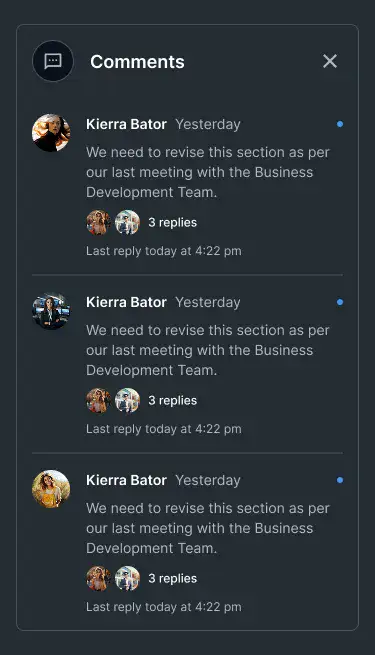 Comments
Kierra Bator Yesterday
We need to revise this section as per
our last meeting with the Business
Development Team.
3 replies
Last reply today at 4:22 pm
Kierra Bator Yesterday
We need to revise this section as per
our last meeting with the Business
Development Team.
3 replies
Last reply today at 4:22 pm
Kierra Bator Yesterday
We need to revise this section as per
our last meeting with the Business
Development Team.
3 replies
Last reply today at 4:22 pm